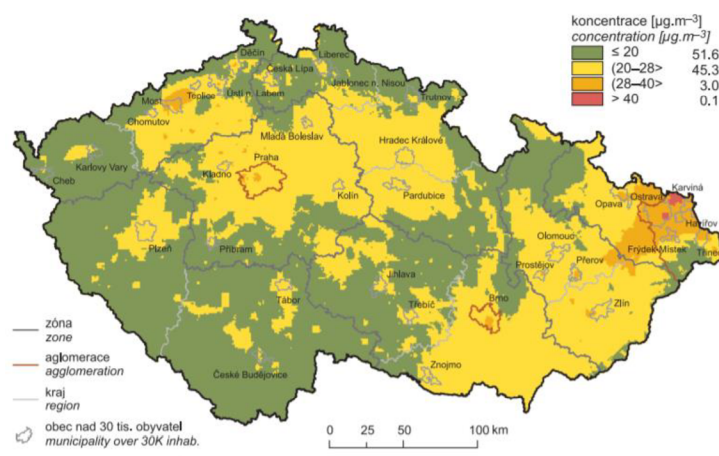 koncentrace [µg.m⁻³]
concentration [µg.m⁻³]
≤ 20 51.6
(20–28> 45.3
(28–40> 3.0
> 40 0.1
Děčín
Liberec
Česká Lípa
Teplice
Jablonec n. Nisou
Most
Ústí n. Labem
Trutnov
Chomutov
Mladá Boleslav
Hradec Králové
Karlovy Vary
Praha
Kladno
Cheb
Kolín
Pardubice
Karviná
Ostrava
Opava
Havířov
Olomouc
Plzeň
Příbram
Frýdek-Místek
Přerov
Prostějov
Jihlava
Tábor
Zlín
Třebíč
Brno
Znojmo
České Budějovice
zóna
zone
aglomerace
agglomeration
kraj
region
obec nad 30 tis. obyvatel
municipality over 30K inhab.
0 25 50 100 km